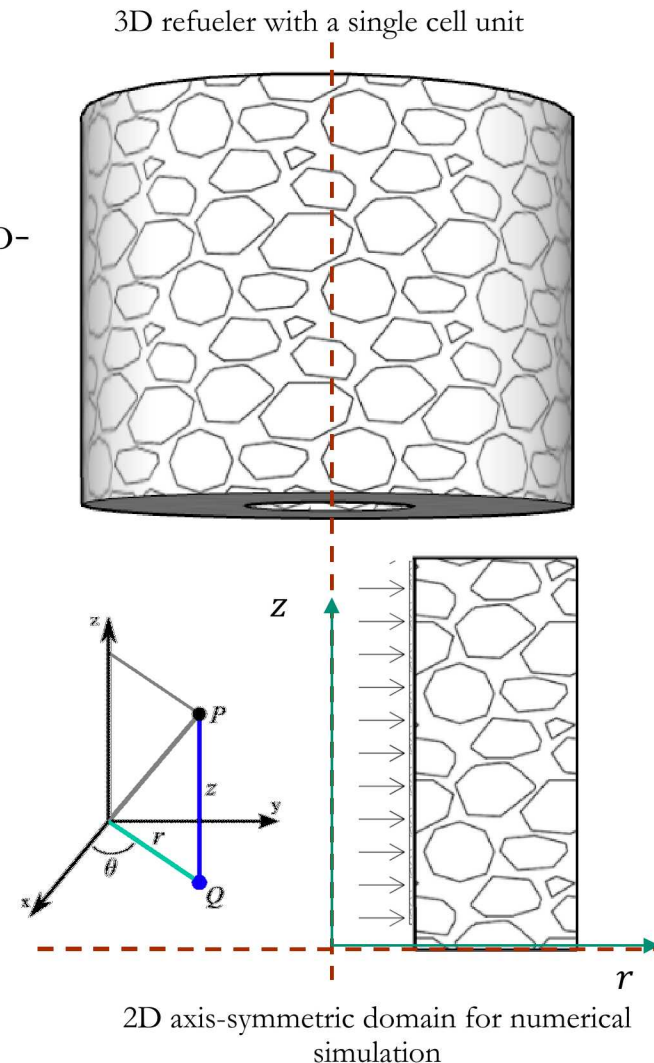 3D refueler with a single cell unit
D-
z
z
P
z
y
r
θ
x
Q
r
2D axis-symmetric domain for numerical
simulation